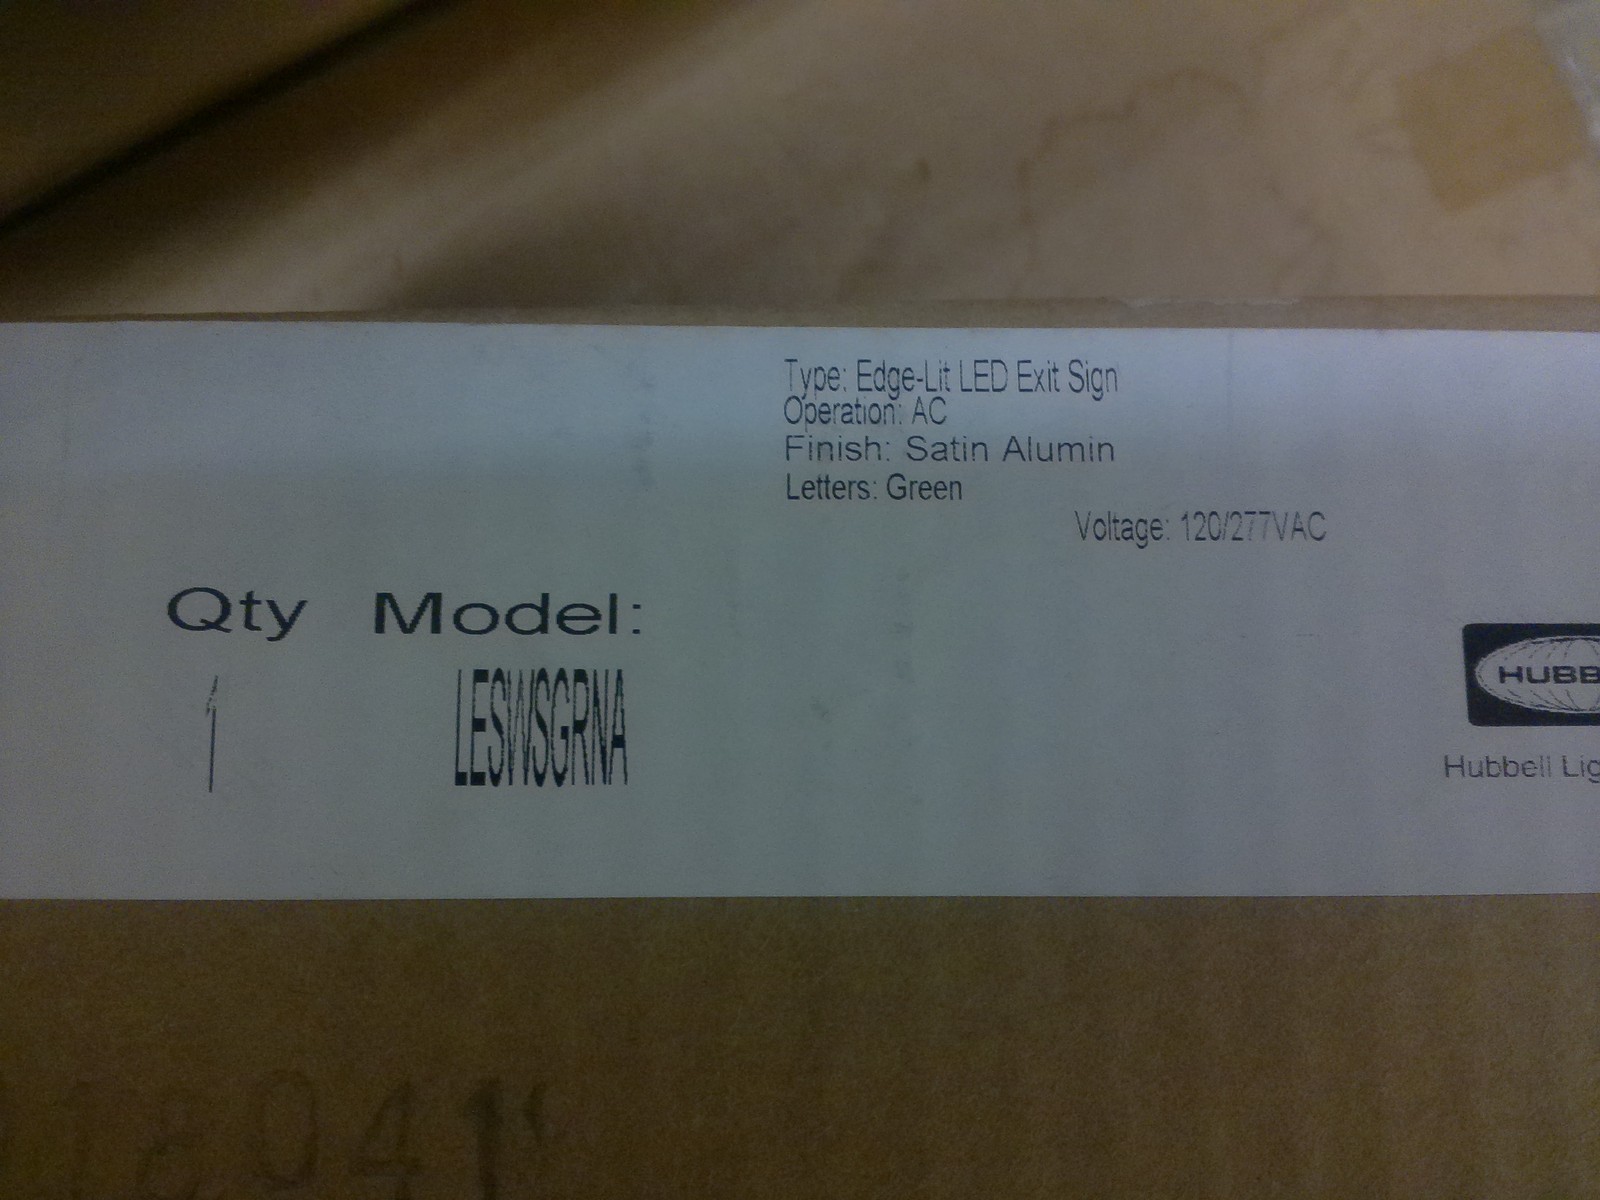 Type: Edge-Lit LED Exit Sign
Operation: AC
Finish: Satin Alumin
Letters: Green
Voltage: 120/277VAC
Qty Model:
1 LESWSGRNA
HUBB
Hubbell Lig